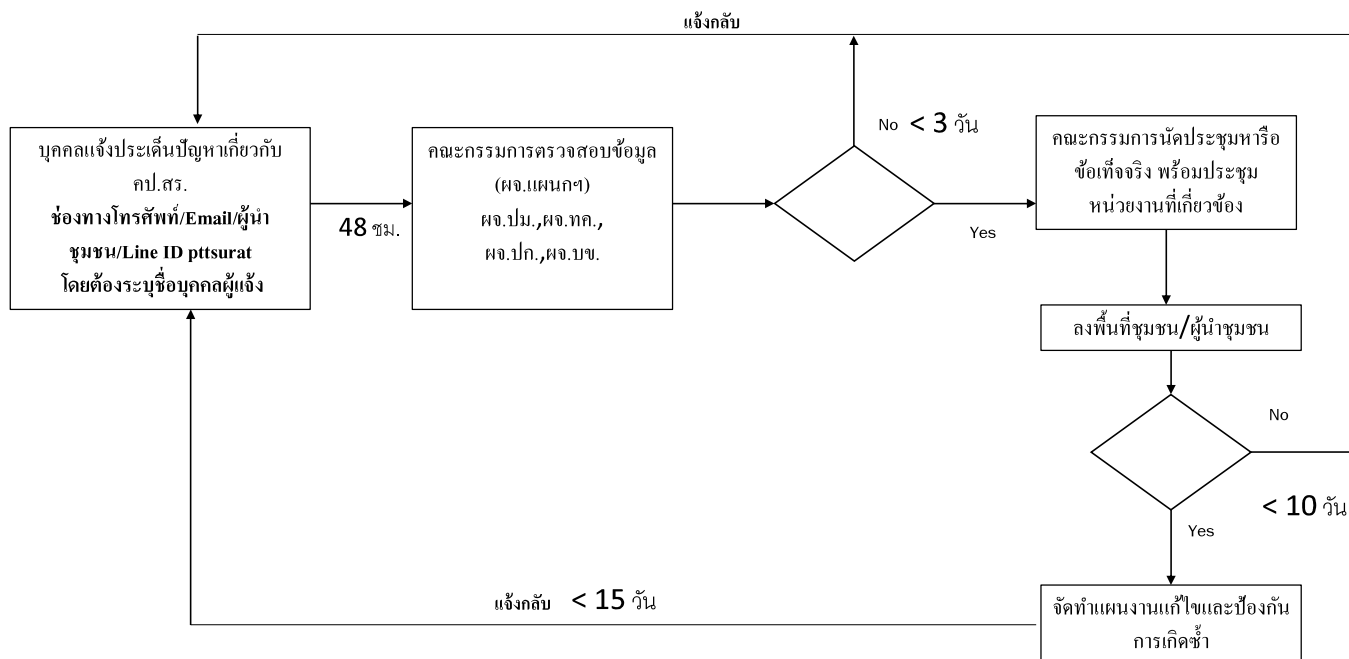 แจ้งกลับ
บุคคลแจ้งประเด็นปัญหาเกี่ยวกับ
คป.สร.
ช่องทางโทรศัพท์/Email/ผู้นำ
ชุมชน/Line ID pttsurat
โดยต้องระบุชื่อบุคคลผู้แจ้ง
48 ชม.
คณะกรรมการตรวจสอบข้อมูล
(ผจ.แผนกฯ)
ผจ.ปม.,ผจ.ทค.,
ผจ.ปก.,ผจ.บข.
No < 3 วัน
Yes
คณะกรรมการนัดประชุมหารือ
ข้อเท็จจริง พร้อมประชุม
หน่วยงานที่เกี่ยวข้อง
ลงพื้นที่ชุมชน/ผู้นำชุมชน
No
< 10 วัน
Yes
จัดทำแผนงานแก้ไขและป้องกัน
การเกิดซ้ำ
แจ้งกลับ < 15 วัน